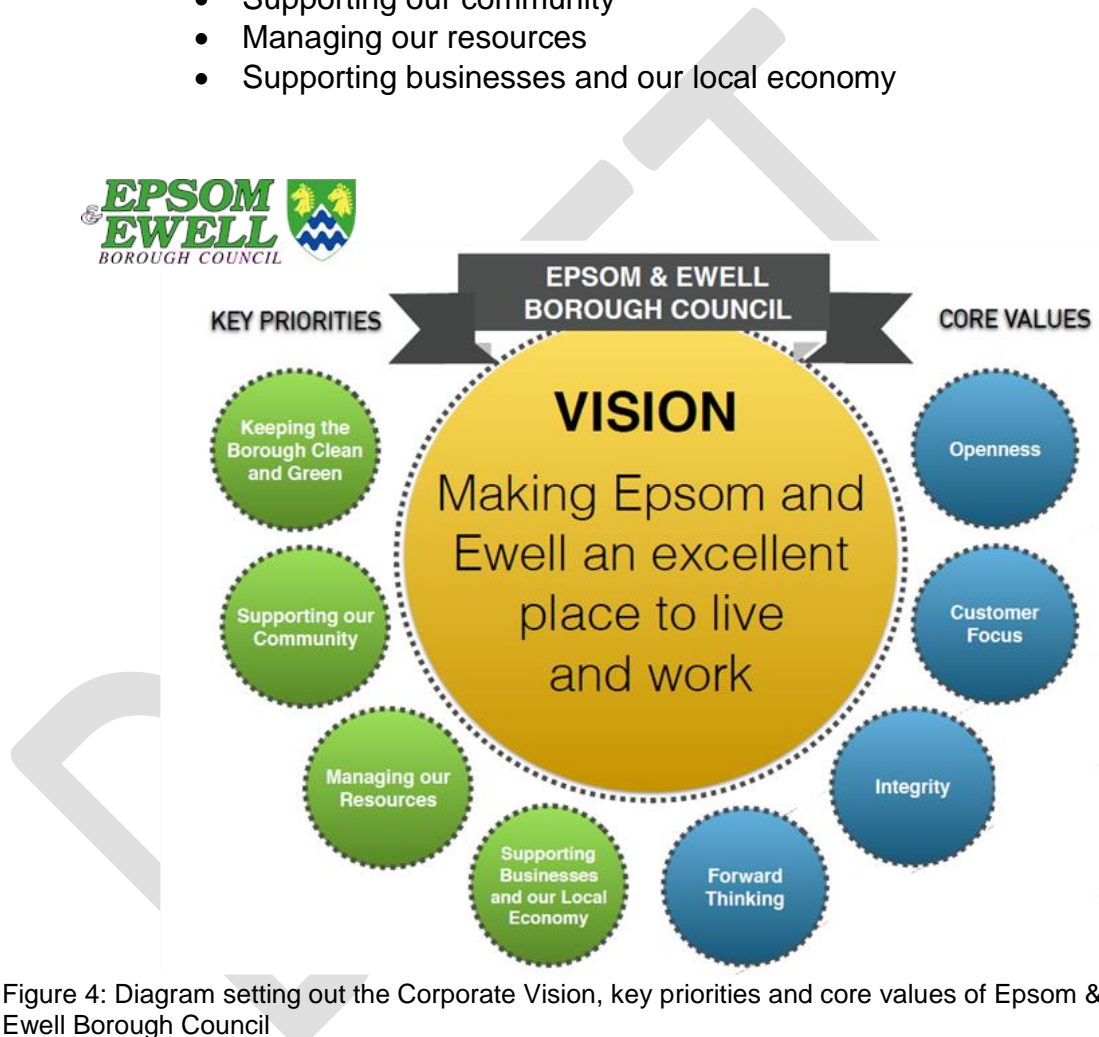 • Supporting our community
• Managing our resources
• Supporting businesses and our local economy
EPSOM
& EWELL
BOROUGH COUNCIL
EPSOM & EWELL
BOROUGH COUNCIL
KEY PRIORITIES
CORE VALUES
VISION
Making Epsom and
Ewell an excellent
place to live
and work
Keeping the
Borough Clean
and Green
Supporting our
Community
Managing our
Resources
Supporting
Businesses
and our Local
Economy
Openness
Customer
Focus
Integrity
Forward
Thinking
Figure 4: Diagram setting out the Corporate Vision, key priorities and core values of Epsom &
Ewell Borough Council